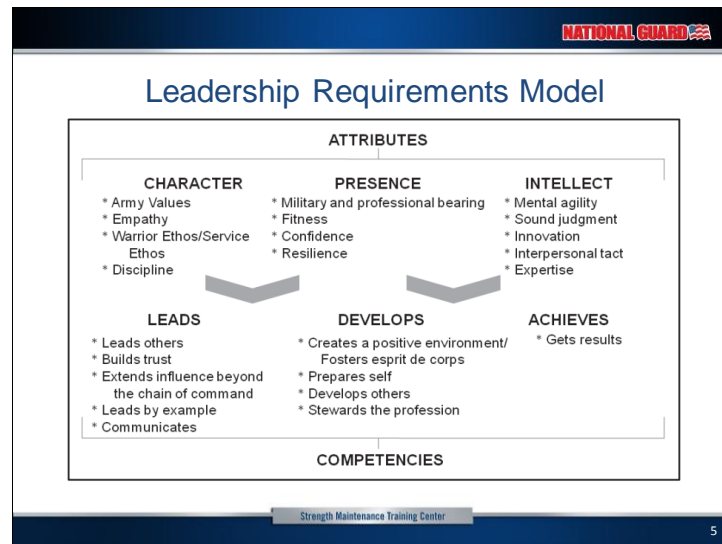 NATIONAL GUARD
Leadership Requirements Model
ATTRIBUTES
CHARACTER
* Army Values
* Empathy
* Warrior Ethos/Service
Ethos
* Discipline
PRESENCE
* Military and professional bearing
* Fitness
* Confidence
* Resilience
INTELLECT
* Mental agility
* Sound judgment
* Innovation
* Interpersonal tact
* Expertise
LEADS
* Leads others
* Builds trust
* Extends influence beyond
the chain of command
* Leads by example
* Communicates
DEVELOPS
* Creates a positive environment/
Fosters esprit de corps
* Prepares self
* Develops others
* Stewards the profession
ACHIEVES
* Gets results
COMPETENCIES
Strength Maintenance Training Center
5